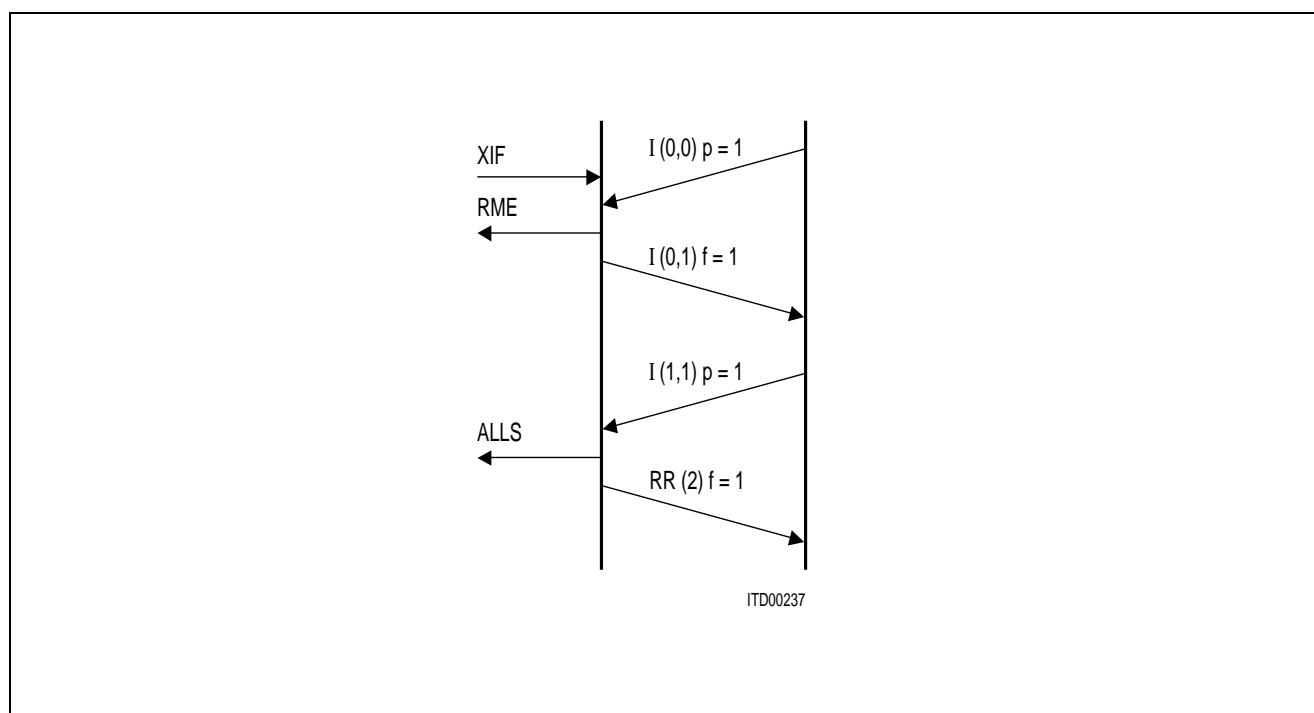 I (0,0) p = 1
XIF
RME
I (0,1) f = 1
I (1,1) p = 1
ALLS
RR (2) f = 1
ITD00237